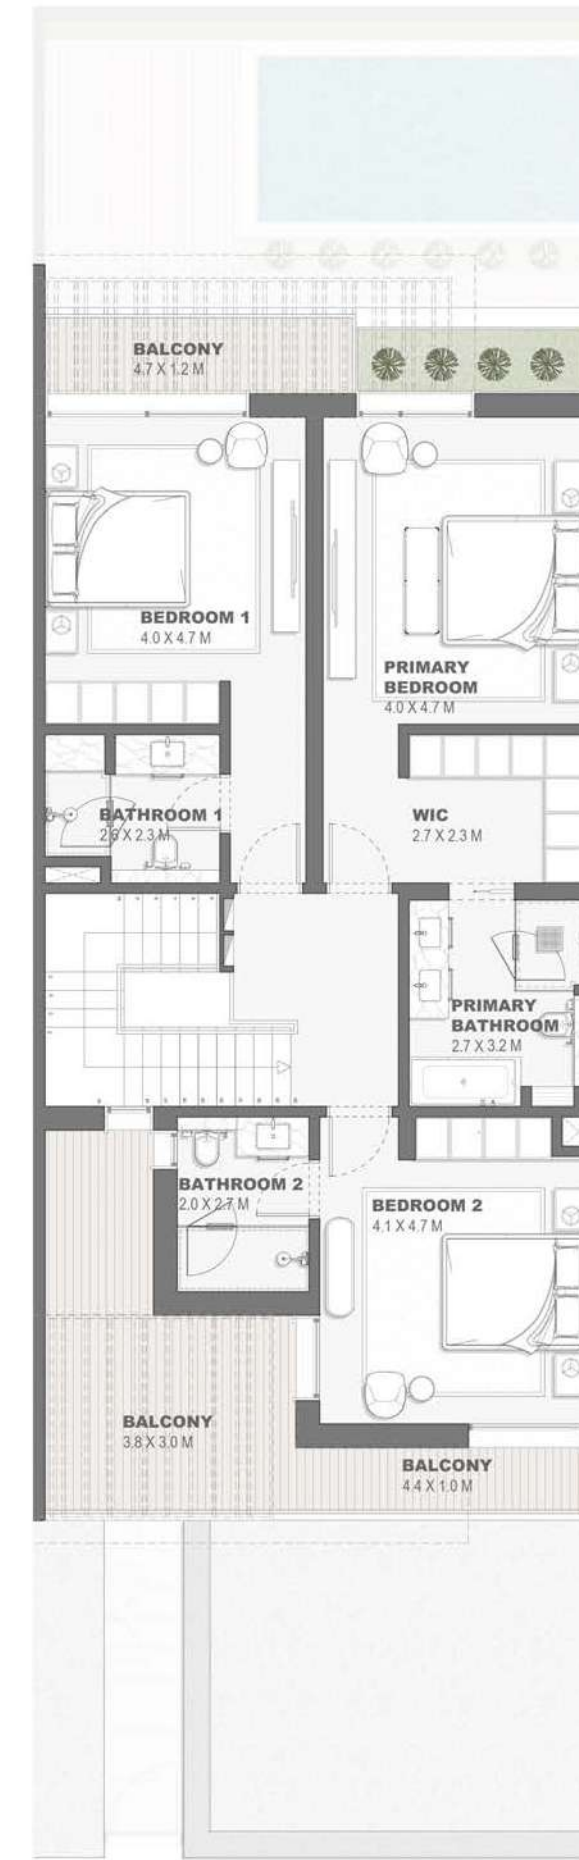 BALCONY
4.7 X 1.2 M
BEDROOM 1
4.0 X 4.7 M
PRIMARY
BEDROOM
4.0 X 4.7 M
BATHROOM 1
2.6 X 2.3 M
WIC
2.7 X 2.3 M
PRIMARY
BATHROOM
2.7 X 3.2 M
BATHROOM 2
2.0 X 2.7 M
BEDROOM 2
4.1 X 4.7 M
BALCONY
3.8 X 3.0 M
BALCONY
4.4 X 1.0 M